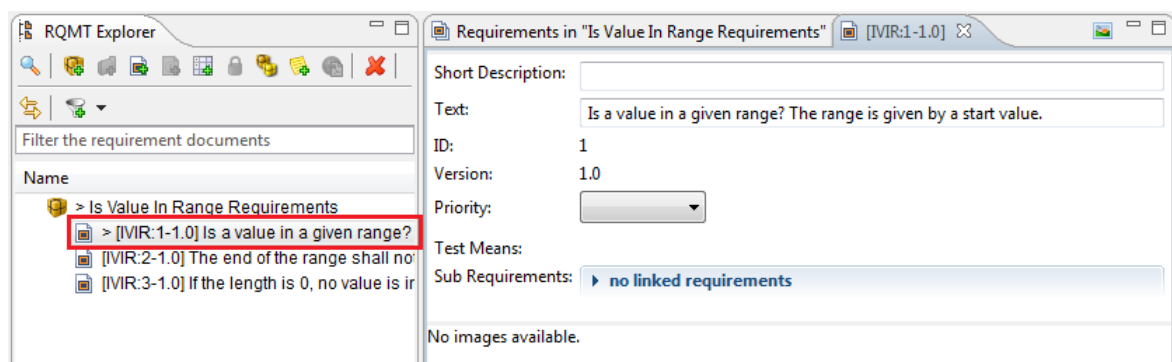 RQMT Explorer
Filter the requirement documents
Name
> Is Value In Range Requirements
> [IVIR:1-1.0] Is a value in a given range?
[IVIR:2-1.0] The end of the range shall not
[IVIR:3-1.0] If the length is 0, no value is in
Requirements in "Is Value In Range Requirements"
[IVIR:1-1.0]
Short Description:
Text: Is a value in a given range? The range is given by a start value.
ID: 1
Version: 1.0
Priority:
Test Means:
Sub Requirements: no linked requirements
No images available.